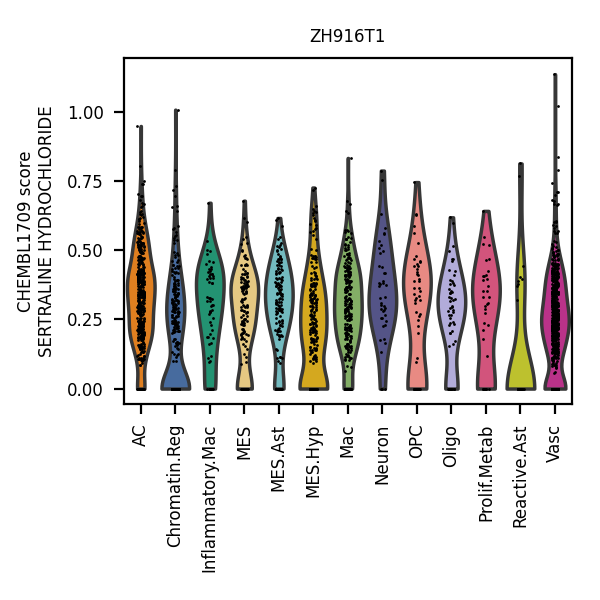 ZH916T1
CHEMBL1709 score
SERTRALINE HYDROCHLORIDE
1.00
0.75
0.50
0.25
0.00
AC
Chromatin.Reg
Inflammatory.Mac
MES
MES.Ast
MES.Hyp
Mac
Neuron
OPC
Oligo
Prolif.Metab
Reactive.Ast
Vasc